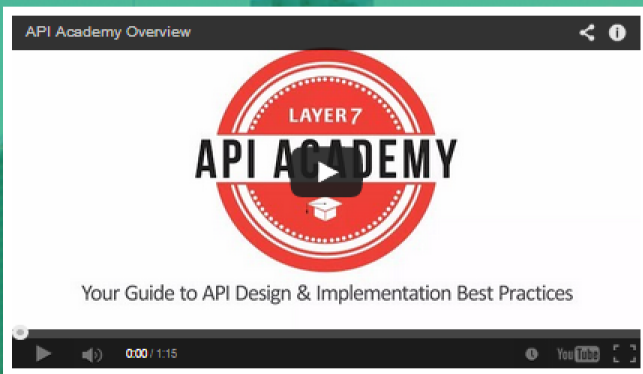 API Academy Overview
LAYER 7
API ACADEMY
Your Guide to API Design & Implementation Best Practices
0:00 / 1:15
YouTube